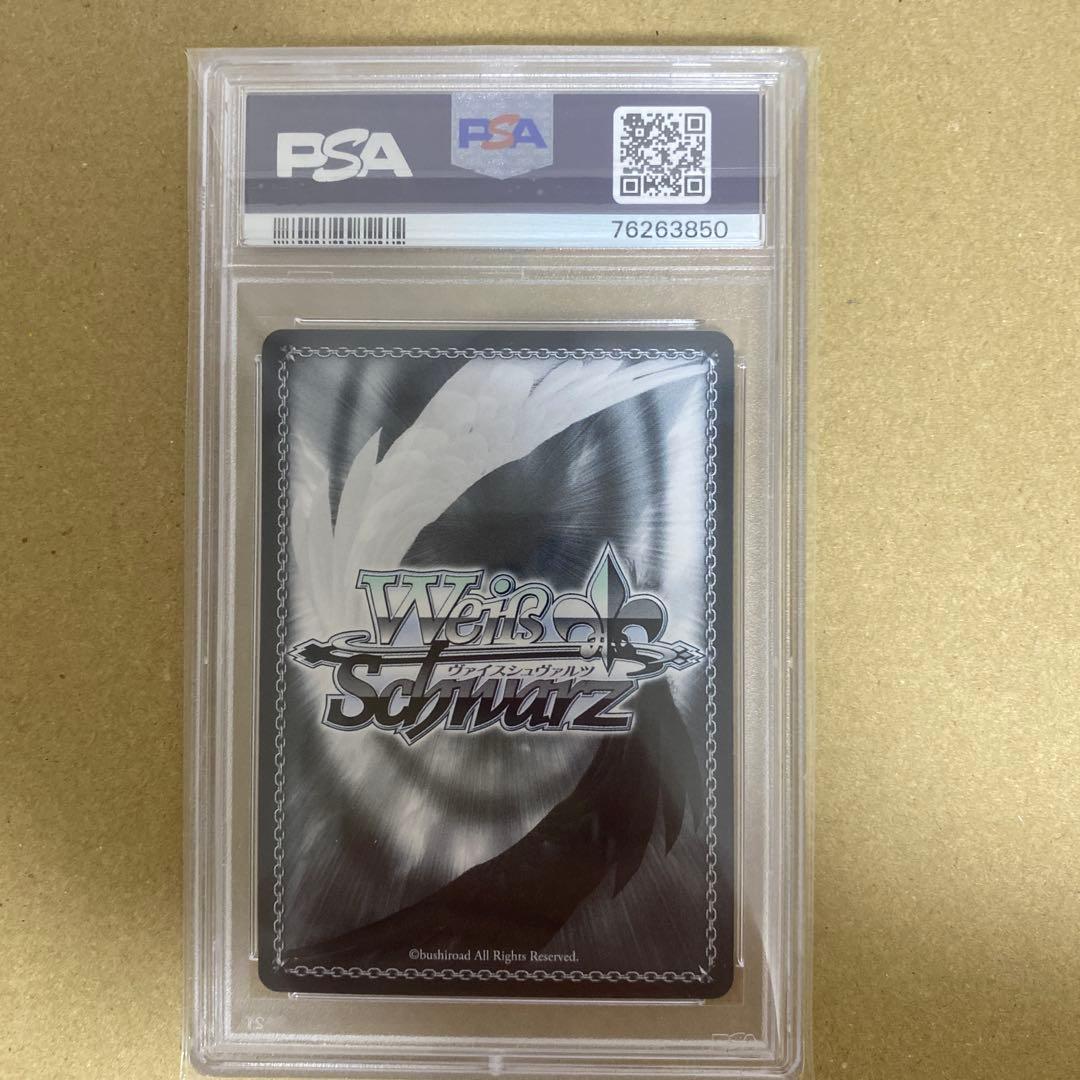 PSA
PSA
76263850
Weiß
ヴァイスシュヴァルツ
Schwarz
©bushiroad All Rights Reserved.